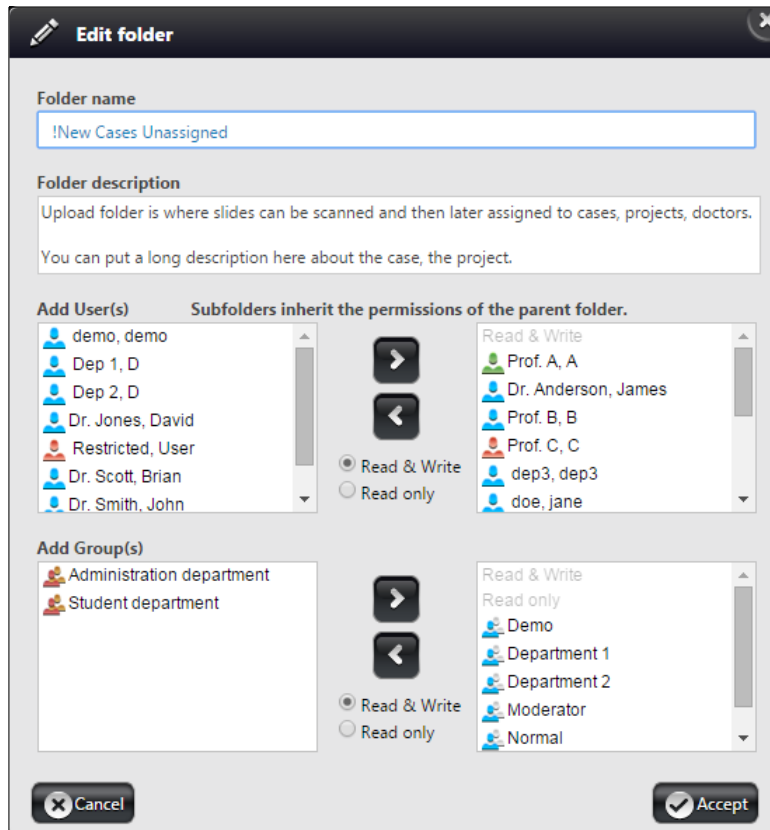 Edit folder
Folder name
!New Cases Unassigned
Folder description
Upload folder is where slides can be scanned and then later assigned to cases, projects, doctors.
You can put a long description here about the case, the project.
Add User(s) Subfolders inherit the permissions of the parent folder.
demo, demo
Dep 1, D
Dep 2, D
Dr. Jones, David
Restricted, User
Dr. Scott, Brian
Dr. Smith, John
Read & Write
Read only
Read & Write
Prof. A, A
Dr. Anderson, James
Prof. B, B
Prof. C, C
dep3, dep3
doe, jane
Add Group(s)
Administration department
Student department
Read & Write
Read only
Read & Write
Read only
Demo
Department 1
Department 2
Moderator
Normal
Cancel
Accept